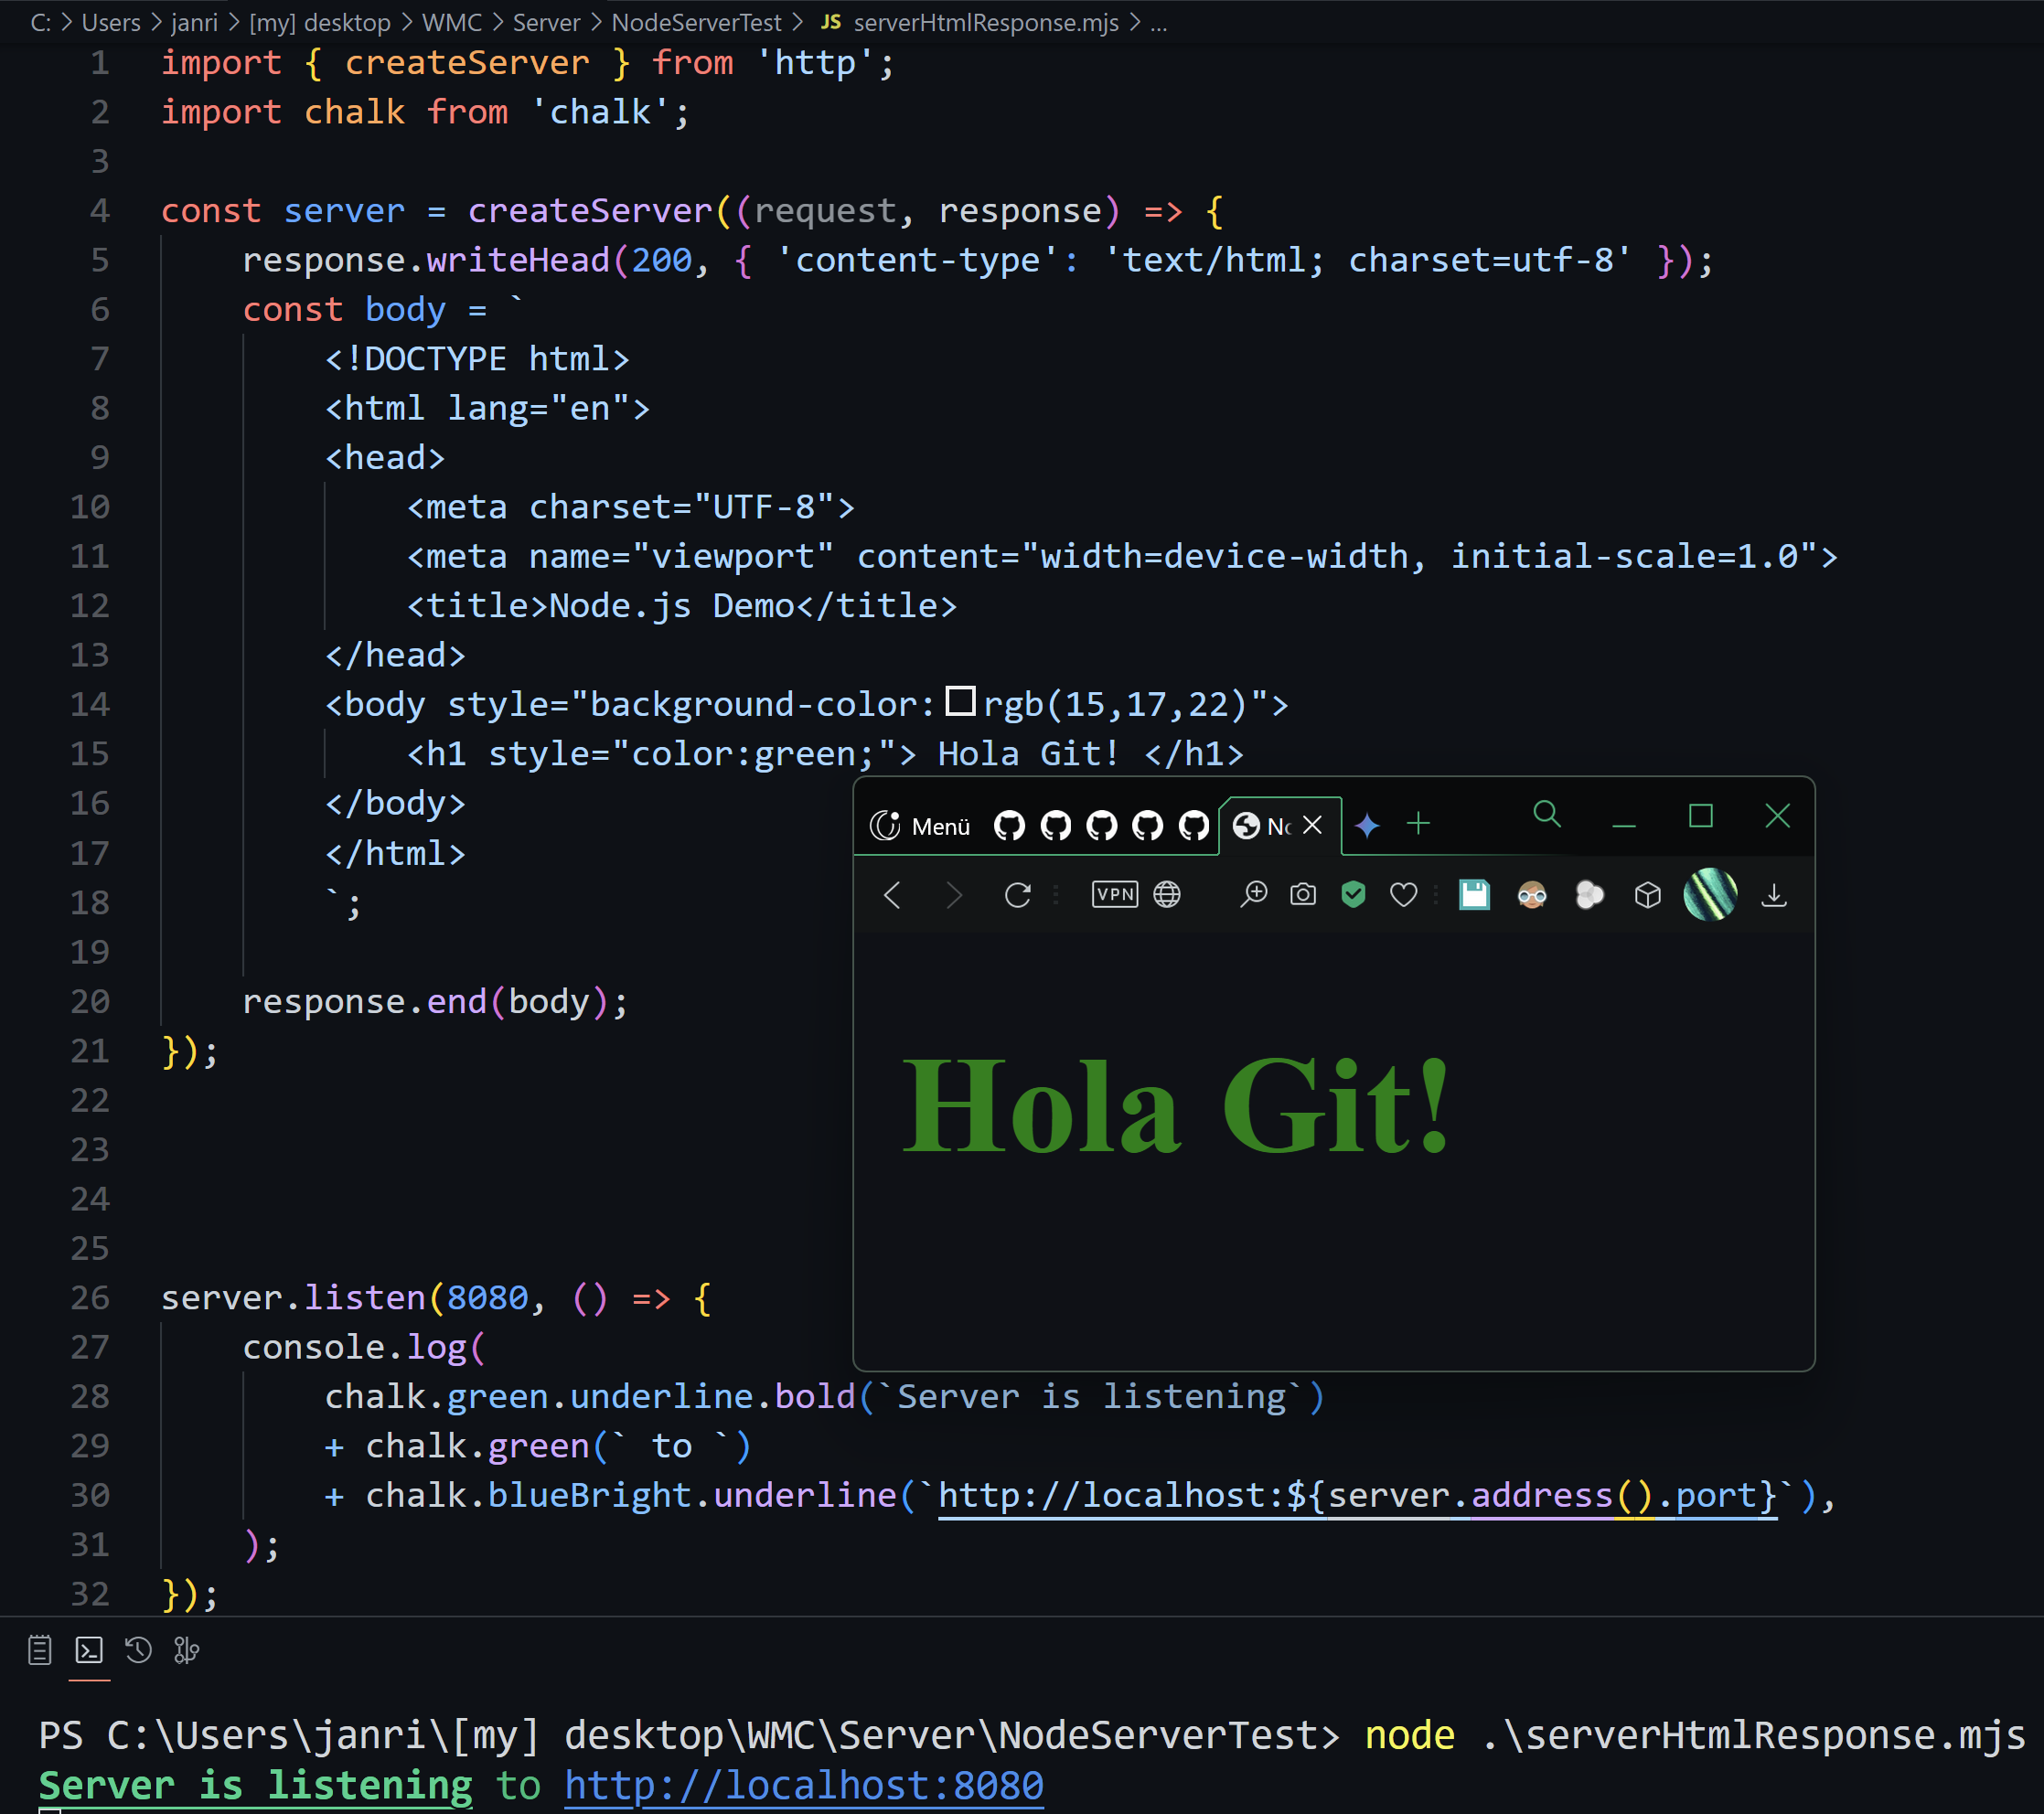 C: > Users > janri > [my] desktop > WMC > Server > NodeServerTest > JS serverHtmlResponse.mjs > ...
1 import { createServer } from 'http';
2 import chalk from 'chalk';
3
4 const server = createServer((request, response) => {
5 response.writeHead(200, { 'content-type': 'text/html; charset=utf-8' });
6 const body = `
7 <!DOCTYPE html>
8 <html lang="en">
9 <head>
10 <meta charset="UTF-8">
11 <meta name="viewport" content="width=device-width, initial-scale=1.0">
12 <title>Node.js Demo</title>
13 </head>
14 <body style="background-color:rgb(15,17,22)">
15 <h1 style="color:green;"> Hola Git! </h1>
16 </body>
17 </html>
18 `;
19
20 response.end(body);
21 });
22
23
24
25
26 server.listen(8080, () => {
27 console.log(
28 chalk.green.underline.bold(`Server is listening`)
29 + chalk.green(` to `)
30 + chalk.blueBright.underline(`http://localhost:${server.address().port}`),
31 );
32 });
Menü No
VPN
Hola Git!
PS C:\Users\janri\[my] desktop\WMC\Server\NodeServerTest> node .\serverHtmlResponse.mjs
Server is listening to http://localhost:8080